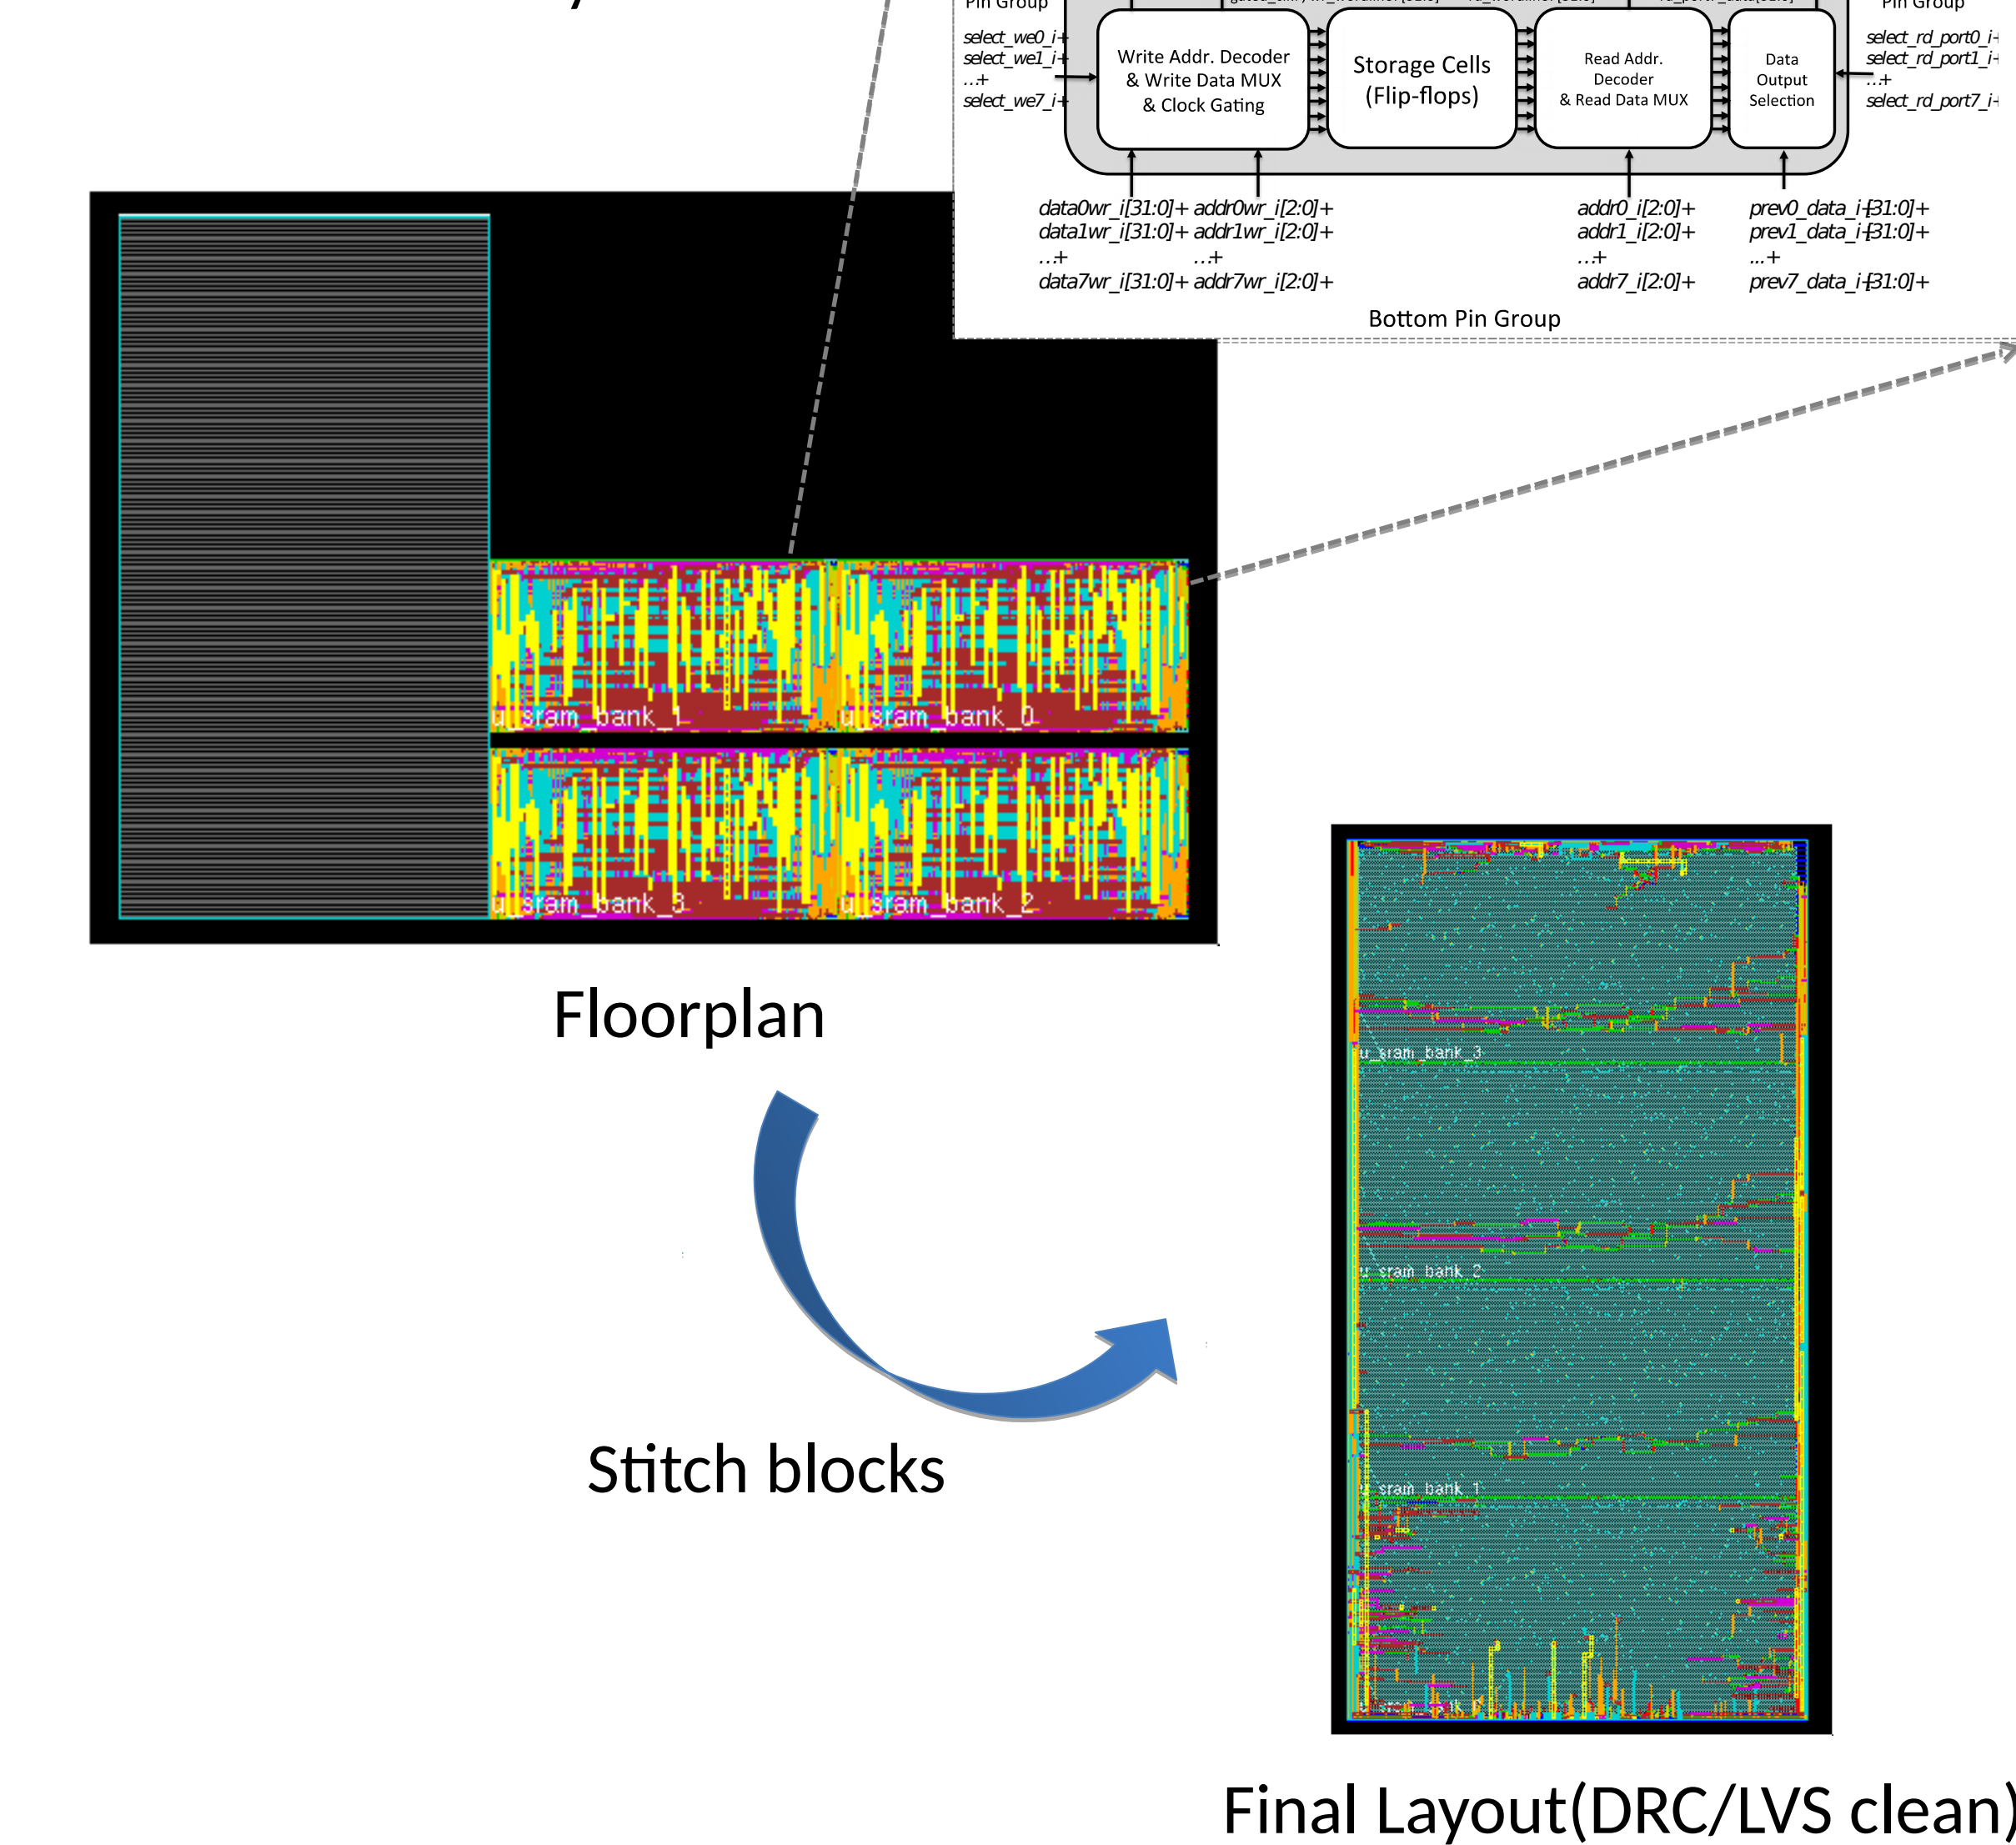 Pin Group
Pin Group
select_we0_i+
select_we1_i+
...+
select_we7_i+
Write Addr. Decoder
& Write Data MUX
& Clock Gating
Storage Cells
(Flip-flops)
Read Addr.
Decoder
& Read Data MUX
Data
Output
Selection
select_rd_port0_i+
select_rd_port1_i+
...+
select_rd_port7_i+
data0wr_i[31:0]+ addr0wr_i[2:0]+
data1wr_i[31:0]+ addr1wr_i[2:0]+
...+ ...+
data7wr_i[31:0]+ addr7wr_i[2:0]+
addr0_i[2:0]+
addr1_i[2:0]+
...+
addr7_i[2:0]+
prev0_data_i+[31:0]+
prev1_data_i+[31:0]+
...+
prev7_data_i+[31:0]+
Bottom Pin Group
u_sram_bank_1
u_sram_bank_0
u_sram_bank_3
u_sram_bank_2
Floorplan
Stitch blocks
u_sram_bank_3
u_sram_bank_2
u_sram_bank_1
Final Layout(DRC/LVS clean)